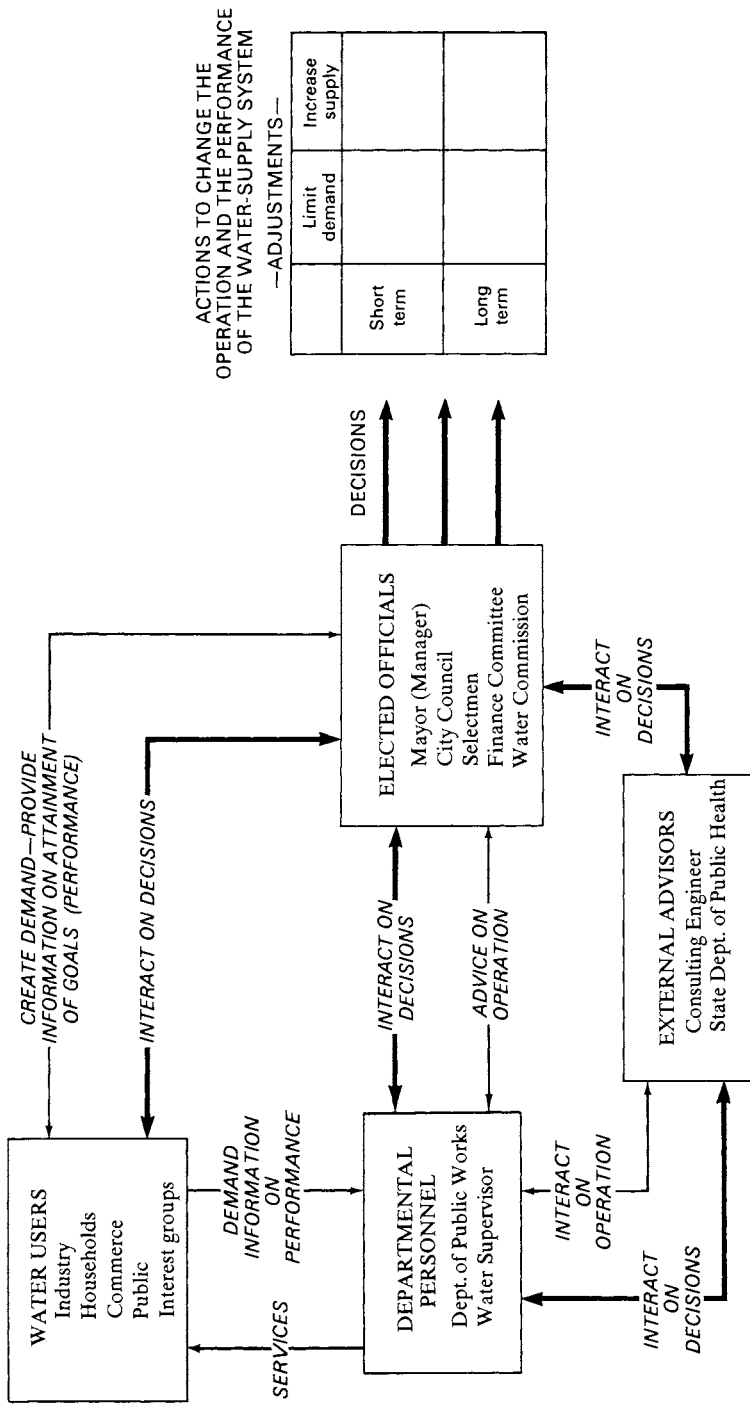 WATER USERS
Industry
Households
Commerce
Public
Interest groups
CREATE DEMAND—PROVIDE
INFORMATION ON ATTAINMENT
OF GOALS (PERFORMANCE)
INTERACT ON DECISIONS
SERVICES
DEMAND
INFORMATION
ON
PERFORMANCE
DEPARTMENTAL
PERSONNEL
Dept. of Public Works
Water Supervisor
INTERACT ON
DECISIONS
ADVICE ON
OPERATION
ELECTED OFFICIALS
Mayor (Manager)
City Council
Selectmen
Finance Committee
Water Commission
DECISIONS
ACTIONS TO CHANGE THE
OPERATION AND THE PERFORMANCE
OF THE WATER-SUPPLY SYSTEM
—ADJUSTMENTS—
Limit
demand
Increase
supply
Short
term
Long
term
INTERACT
ON
DECISIONS
INTERACT
ON
OPERATION
INTERACT
ON
DECISIONS
EXTERNAL ADVISORS
Consulting Engineer
State Dept. of Public Health